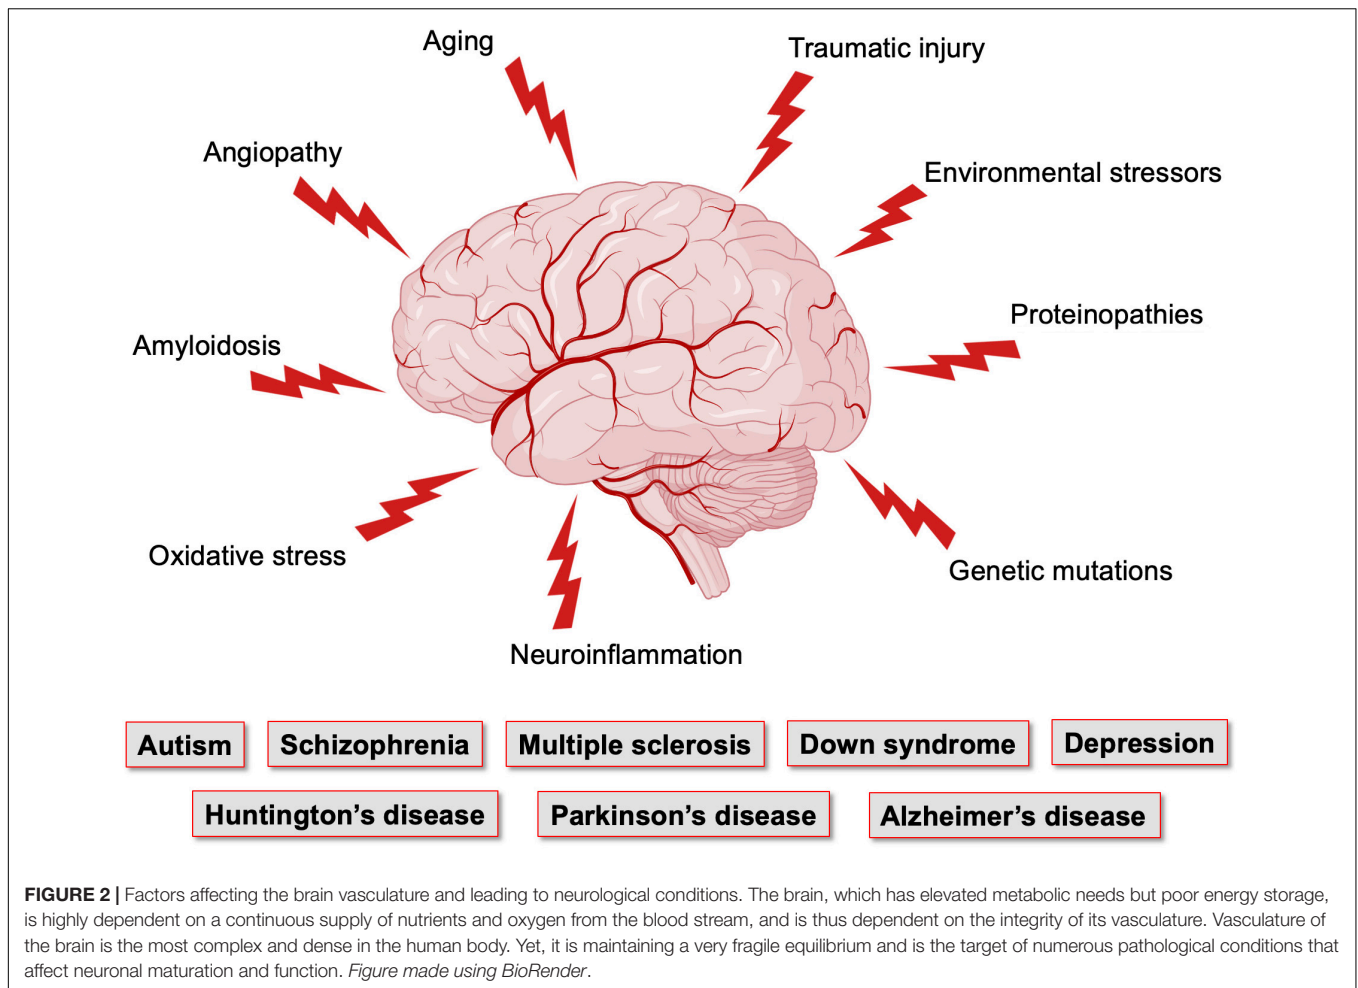 Aging
Traumatic injury
Angiopathy
Environmental stressors
Proteinopathies
Amyloidosis
Oxidative stress
Genetic mutations
Neuroinflammation
Autism
Schizophrenia
Multiple sclerosis
Down syndrome
Depression
Huntington's disease
Parkinson's disease
Alzheimer's disease
FIGURE 2 | Factors affecting the brain vasculature and leading to neurological conditions. The brain, which has elevated metabolic needs but poor energy storage,
is highly dependent on a continuous supply of nutrients and oxygen from the blood stream, and is thus dependent on the integrity of its vasculature. Vasculature of
the brain is the most complex and dense in the human body. Yet, it is maintaining a very fragile equilibrium and is the target of numerous pathological conditions that
affect neuronal maturation and function. Figure made using BioRender.